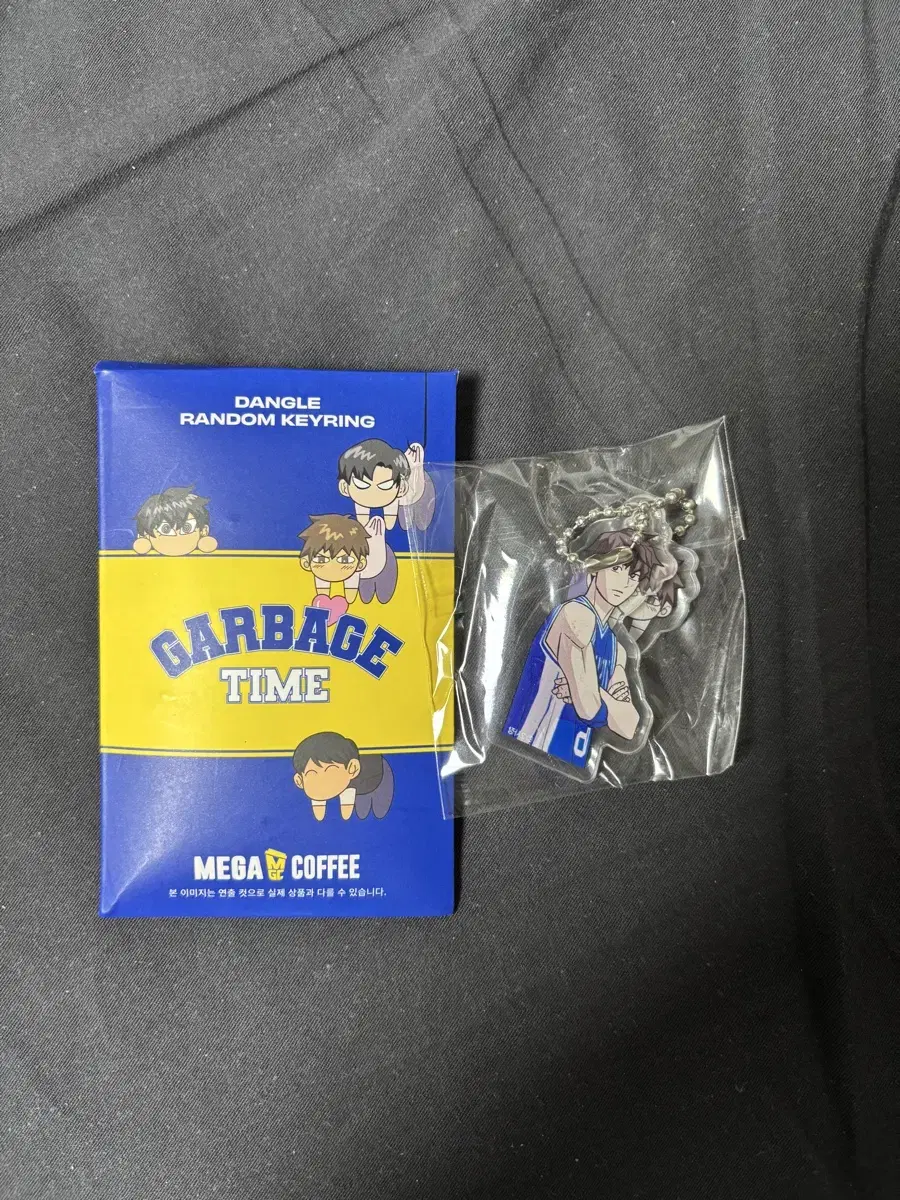 DANGLE
RANDOM KEYRING
GARBAGE
TIME
MEGA MGC COFFEE
본 이미지는 연출 컷으로 실제 상품과 다를 수 있습니다.